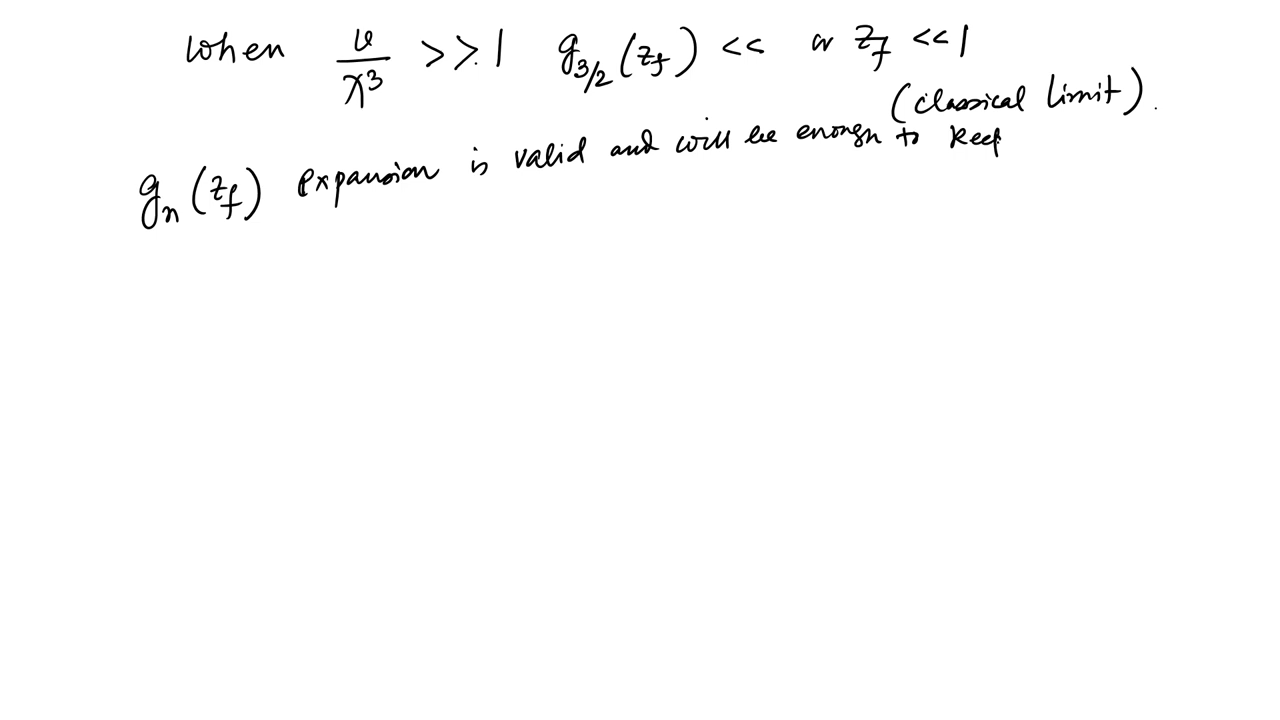 When v/λ³ >> 1 g_{3/2}(z_f) << or z_f << 1
(classical limit).
g_n(z_f) expansion is valid and will be enough to keep